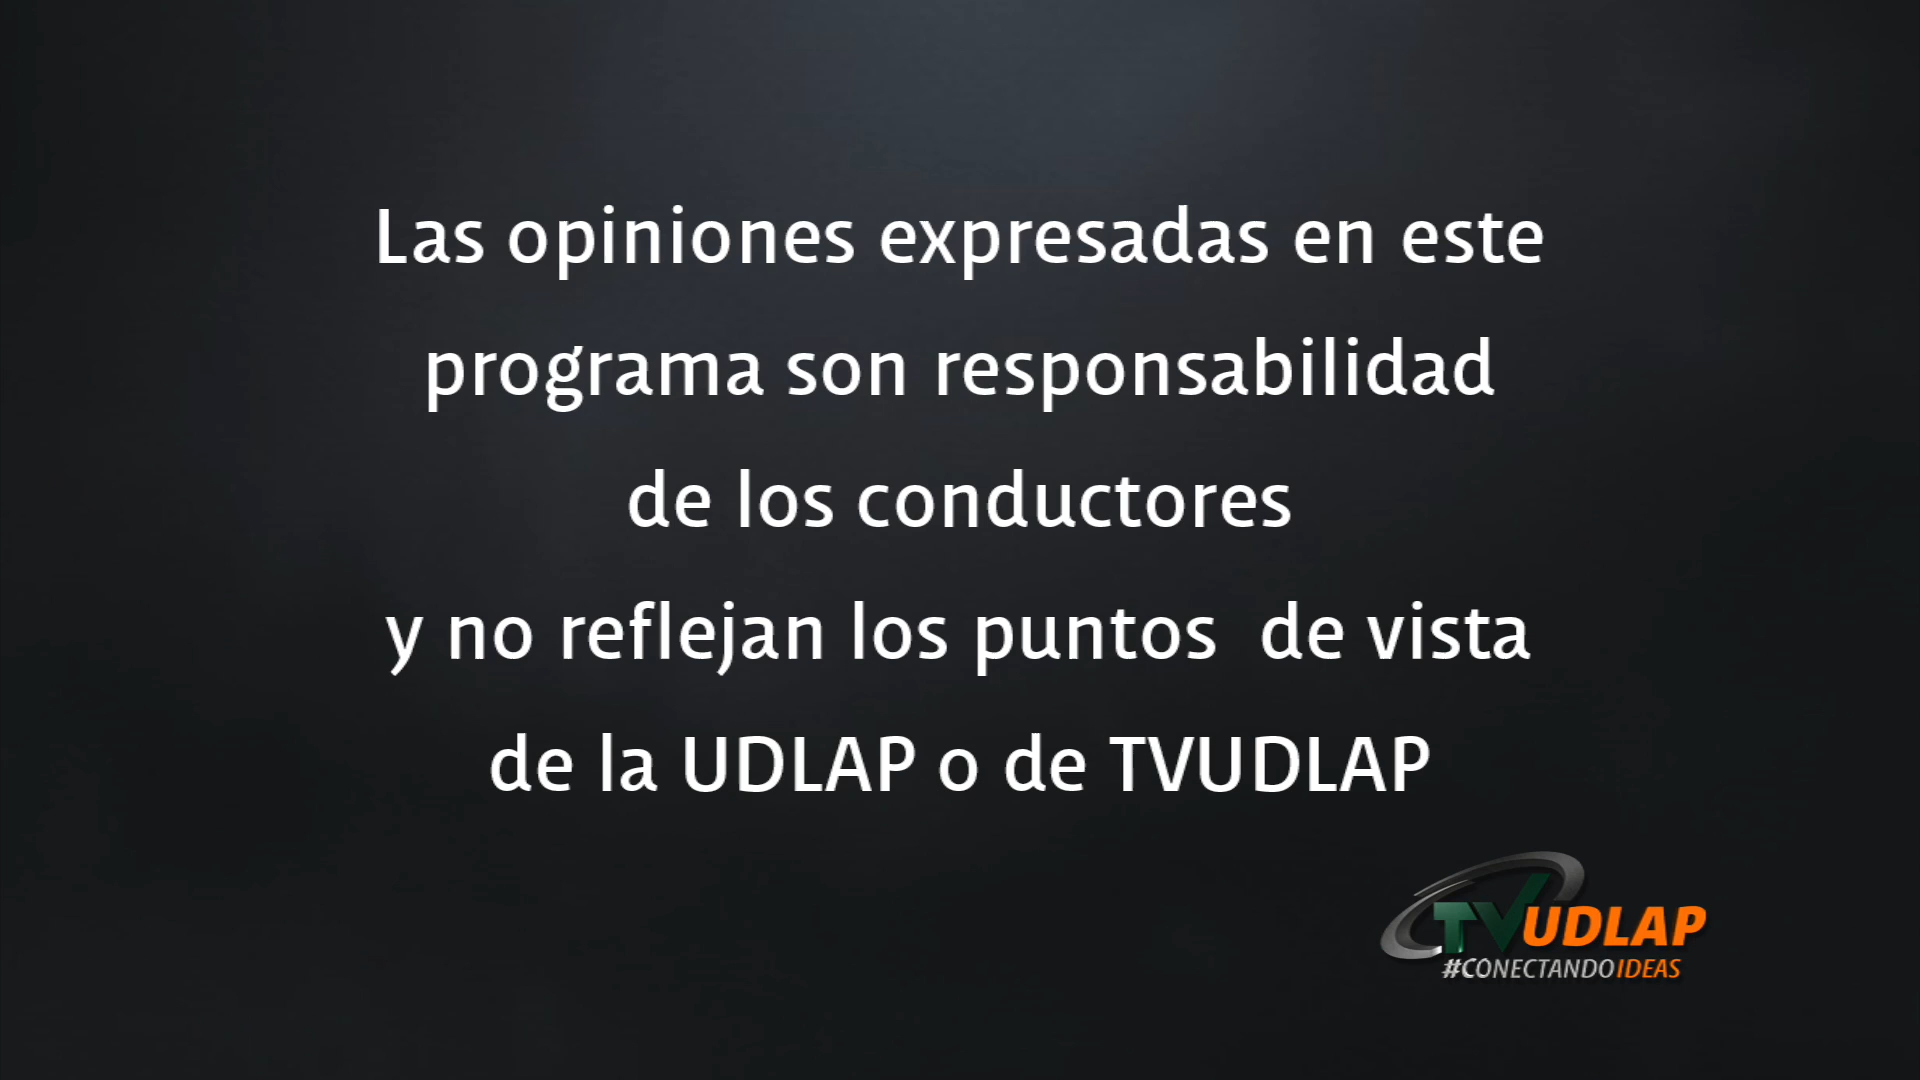 Las opiniones expresadas en este
programa son responsabilidad
de los conductores
y no reflejan los puntos  de vista
de la UDLAP o de TVUDLAP
TVUDLAP
#CONECTANDOIDEAS